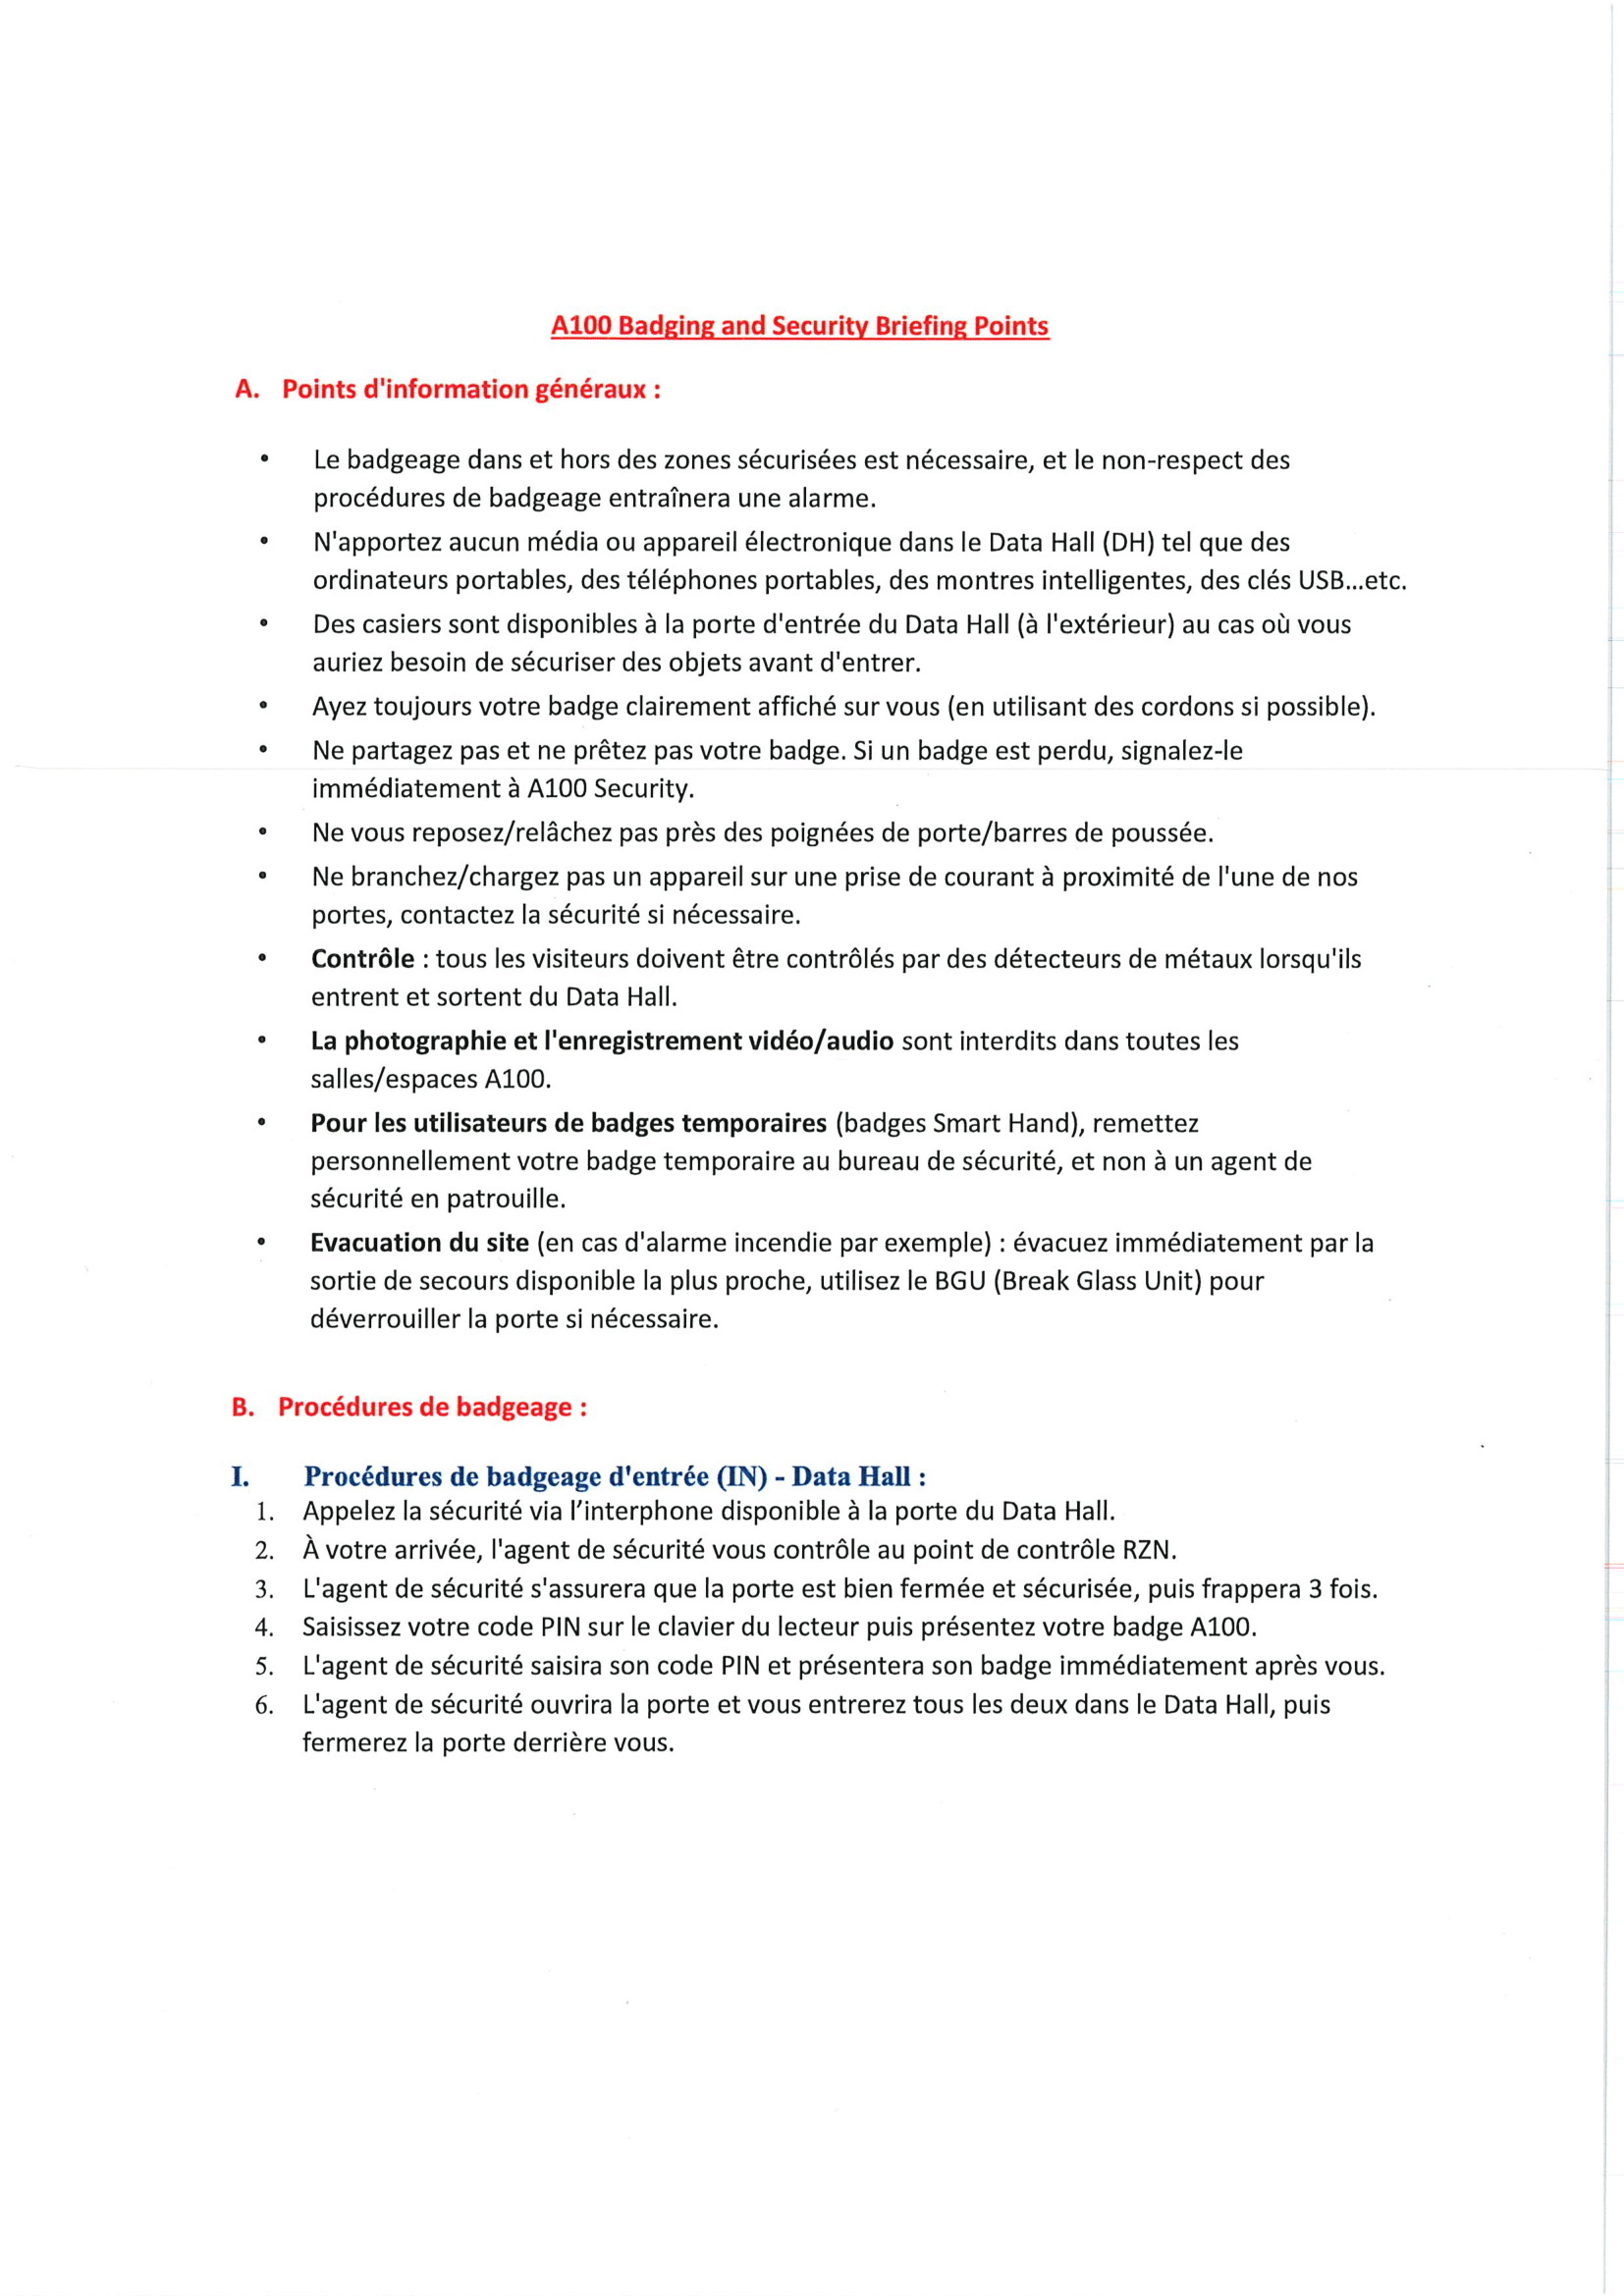 A100 Badging and Security Briefing Points
A. Points d'information généraux :
• Le badgeage dans et hors des zones sécurisées est nécessaire, et le non-respect des
procédures de badgeage entraînera une alarme.
• N'apportez aucun média ou appareil électronique dans le Data Hall (DH) tel que des
ordinateurs portables, des téléphones portables, des montres intelligentes, des clés USB...etc.
• Des casiers sont disponibles à la porte d'entrée du Data Hall (à l'extérieur) au cas où vous
auriez besoin de sécuriser des objets avant d'entrer.
• Ayez toujours votre badge clairement affiché sur vous (en utilisant des cordons si possible).
• Ne partagez pas et ne prêtez pas votre badge. Si un badge est perdu, signalez-le
immédiatement à A100 Security.
• Ne vous reposez/relâchez pas près des poignées de porte/barres de poussée.
• Ne branchez/chargez pas un appareil sur une prise de courant à proximité de l'une de nos
portes, contactez la sécurité si nécessaire.
• Contrôle : tous les visiteurs doivent être contrôlés par des détecteurs de métaux lorsqu'ils
entrent et sortent du Data Hall.
• La photographie et l'enregistrement vidéo/audio sont interdits dans toutes les
salles/espaces A100.
• Pour les utilisateurs de badges temporaires (badges Smart Hand), remettez
personnellement votre badge temporaire au bureau de sécurité, et non à un agent de
sécurité en patrouille.
• Evacuation du site (en cas d'alarme incendie par exemple) : évacuez immédiatement par la
sortie de secours disponible la plus proche, utilisez le BGU (Break Glass Unit) pour
déverrouiller la porte si nécessaire.
B. Procédures de badgeage :
I. Procédures de badgeage d'entrée (IN) - Data Hall :
1. Appelez la sécurité via l’interphone disponible à la porte du Data Hall.
2. À votre arrivée, l'agent de sécurité vous contrôle au point de contrôle RZN.
3. L'agent de sécurité s'assurera que la porte est bien fermée et sécurisée, puis frappera 3 fois.
4. Saisissez votre code PIN sur le clavier du lecteur puis présentez votre badge A100.
5. L'agent de sécurité saisira son code PIN et présentera son badge immédiatement après vous.
6. L'agent de sécurité ouvrira la porte et vous entrerez tous les deux dans le Data Hall, puis
fermerez la porte derrière vous.